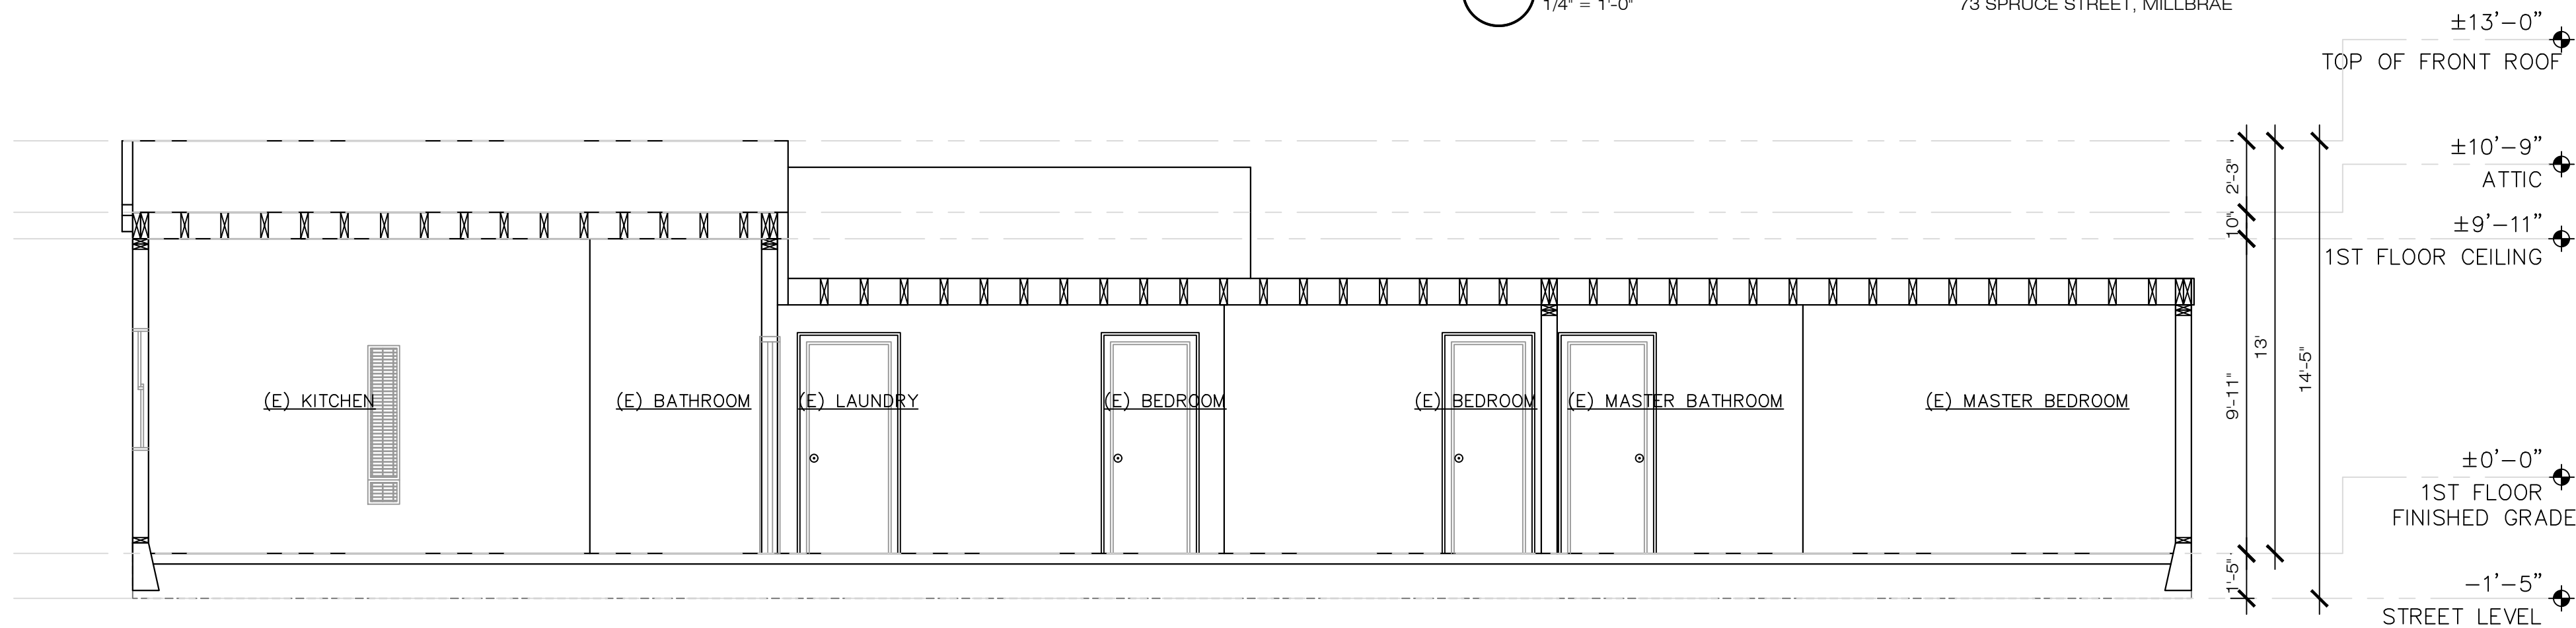 1/4" = 1'-0"
73 SPRUCE STREET, MILLBRAE
±13'-0"
TOP OF FRONT ROOF
±10'-9"
ATTIC
2'-3"
10"
±9'-11"
1ST FLOOR CEILING
(E) KITCHEN
(E) BATHROOM
(E) LAUNDRY
(E) BEDROOM
(E) BEDROOM
(E) MASTER BATHROOM
(E) MASTER BEDROOM
9'-11"
13'
14'-5"
±0'-0"
1ST FLOOR
FINISHED GRADE
1'-5"
-1'-5"
STREET LEVEL